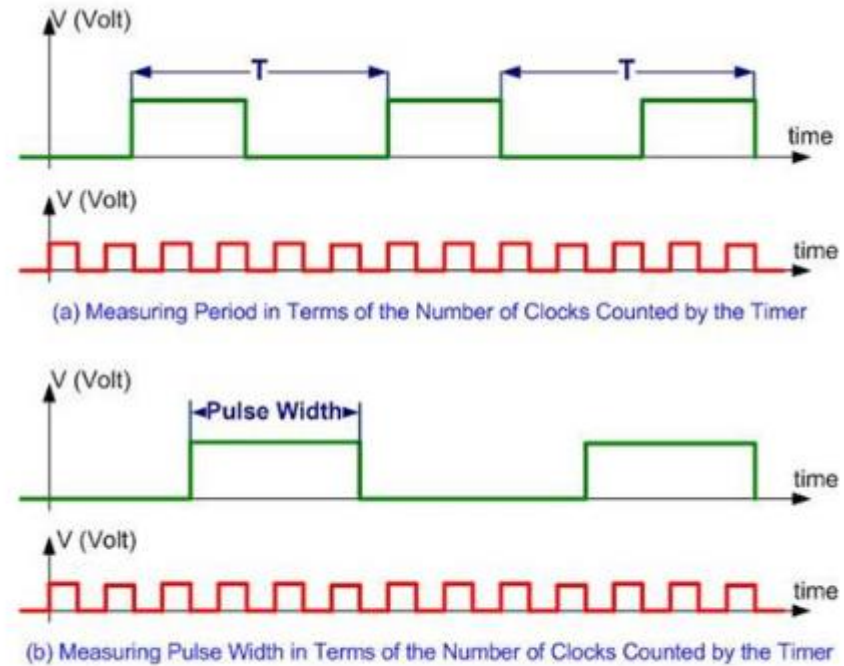 V (Volt)
T T
time
V (Volt)
time
(a) Measuring Period in Terms of the Number of Clocks Counted by the Timer
V (Volt)
Pulse Width
time
V (Volt)
time
(b) Measuring Pulse Width in Terms of the Number of Clocks Counted by the Timer